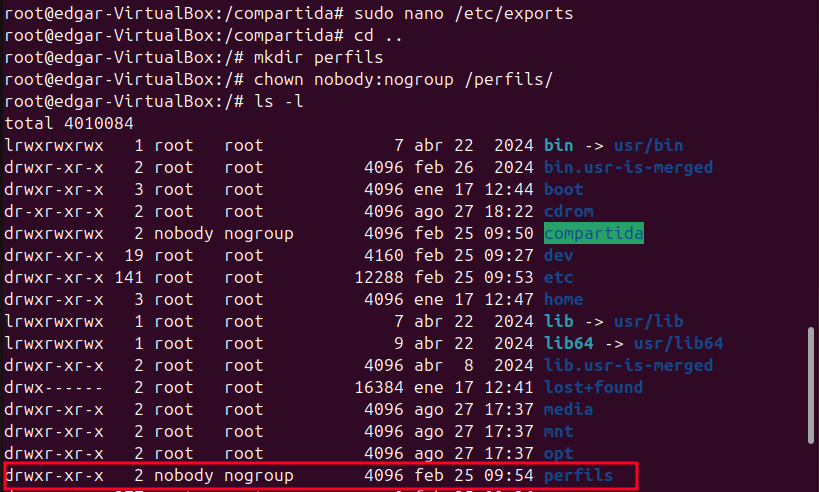 root@edgar-VirtualBox:/compartida# sudo nano /etc/exports
root@edgar-VirtualBox:/compartida# cd ..
root@edgar-VirtualBox:/# mkdir perfils
root@edgar-VirtualBox:/# chown nobody:nogroup /perfils/
root@edgar-VirtualBox:/# ls -l
total 4010084
lrwxrwxrwx   1 root   root          7 abr 22  2024 bin -> usr/bin
drwxr-xr-x   2 root   root       4096 feb 26  2024 bin.usr-is-merged
drwxr-xr-x   3 root   root       4096 ene 17 12:44 boot
dr-xr-xr-x   2 root   root       4096 ago 27 18:22 cdrom
drwxrwxrwx   2 nobody nogroup    4096 feb 25 09:50 compartida
drwxr-xr-x  19 root   root       4160 feb 25 09:27 dev
drwxr-xr-x 141 root   root      12288 feb 25 09:53 etc
drwxr-xr-x   3 root   root       4096 ene 17 12:47 home
lrwxrwxrwx   1 root   root          7 abr 22  2024 lib -> usr/lib
lrwxrwxrwx   1 root   root          9 abr 22  2024 lib64 -> usr/lib64
drwxr-xr-x   2 root   root       4096 abr  8  2024 lib.usr-is-merged
drwx------   2 root   root      16384 ene 17 12:41 lost+found
drwxr-xr-x   2 root   root       4096 ago 27 17:37 media
drwxr-xr-x   2 root   root       4096 ago 27 17:37 mnt
drwxr-xr-x   2 root   root       4096 ago 27 17:37 opt
drwxr-xr-x   2 nobody nogroup    4096 feb 25 09:54 perfils